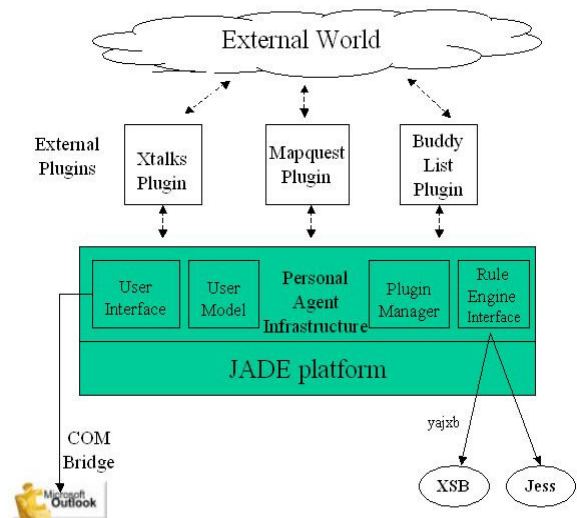 External World
External
Plugins
Xtalks
Plugin
Mapquest
Plugin
Buddy
List
Plugin
User
Interface
User
Model
Personal
Agent
Infrastructure
Plugin
Manager
Rule
Engine
Interface
JADE platform
COM
Bridge
yajxb
Microsoft
Outlook
XSB
Jess